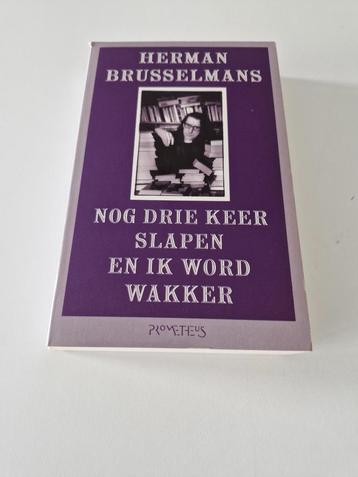 HERMAN
BRUSSELMANS
NOG DRIE KEER
SLAPEN
EN IK WORD
WAKKER
PROMETHEUS